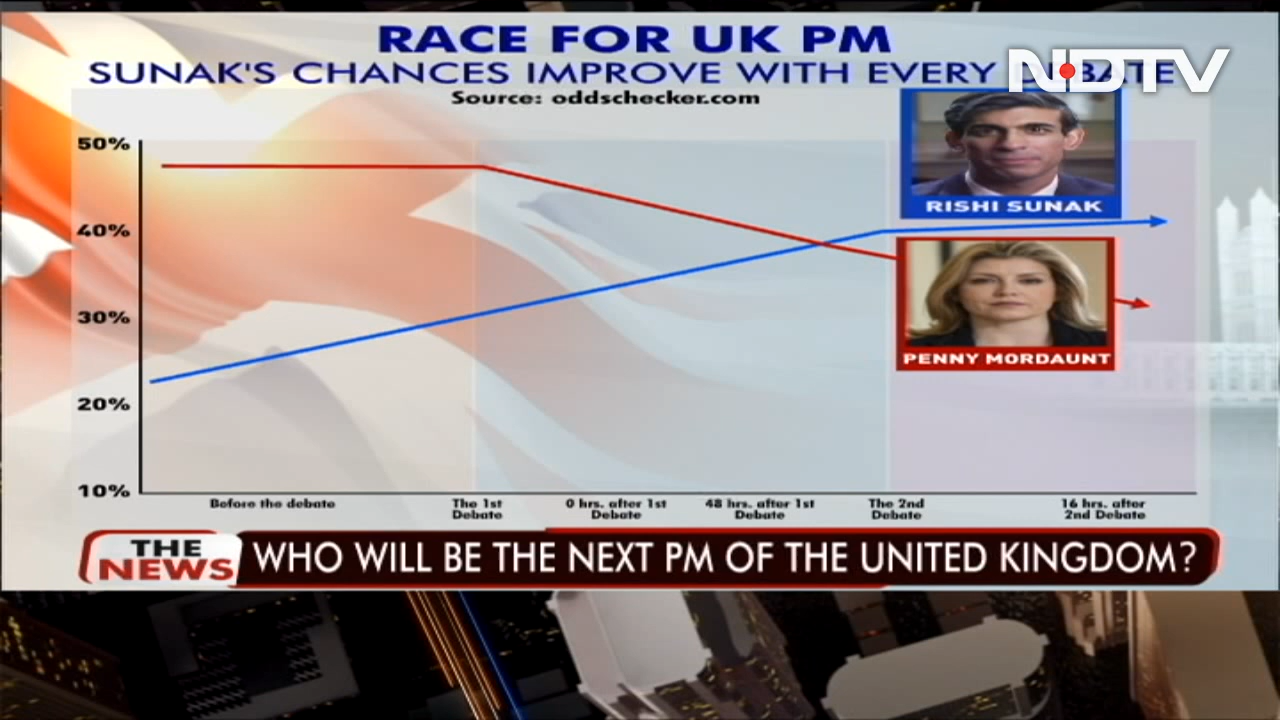 RACE FOR UK PM
SUNAK'S CHANCES IMPROVE WITH EVERY DEBATE
NDTV
Source: oddschecker.com
50%
40%
30%
20%
10%
RISHI SUNAK
PENNY MORDAUNT
Before the debate
The 1st
Debate
0 hrs. after 1st
Debate
48 hrs. after 1st
Debate
The 2nd
Debate
16 hrs. after
2nd Debate
THE
NEWS
WHO WILL BE THE NEXT PM OF THE UNITED KINGDOM?